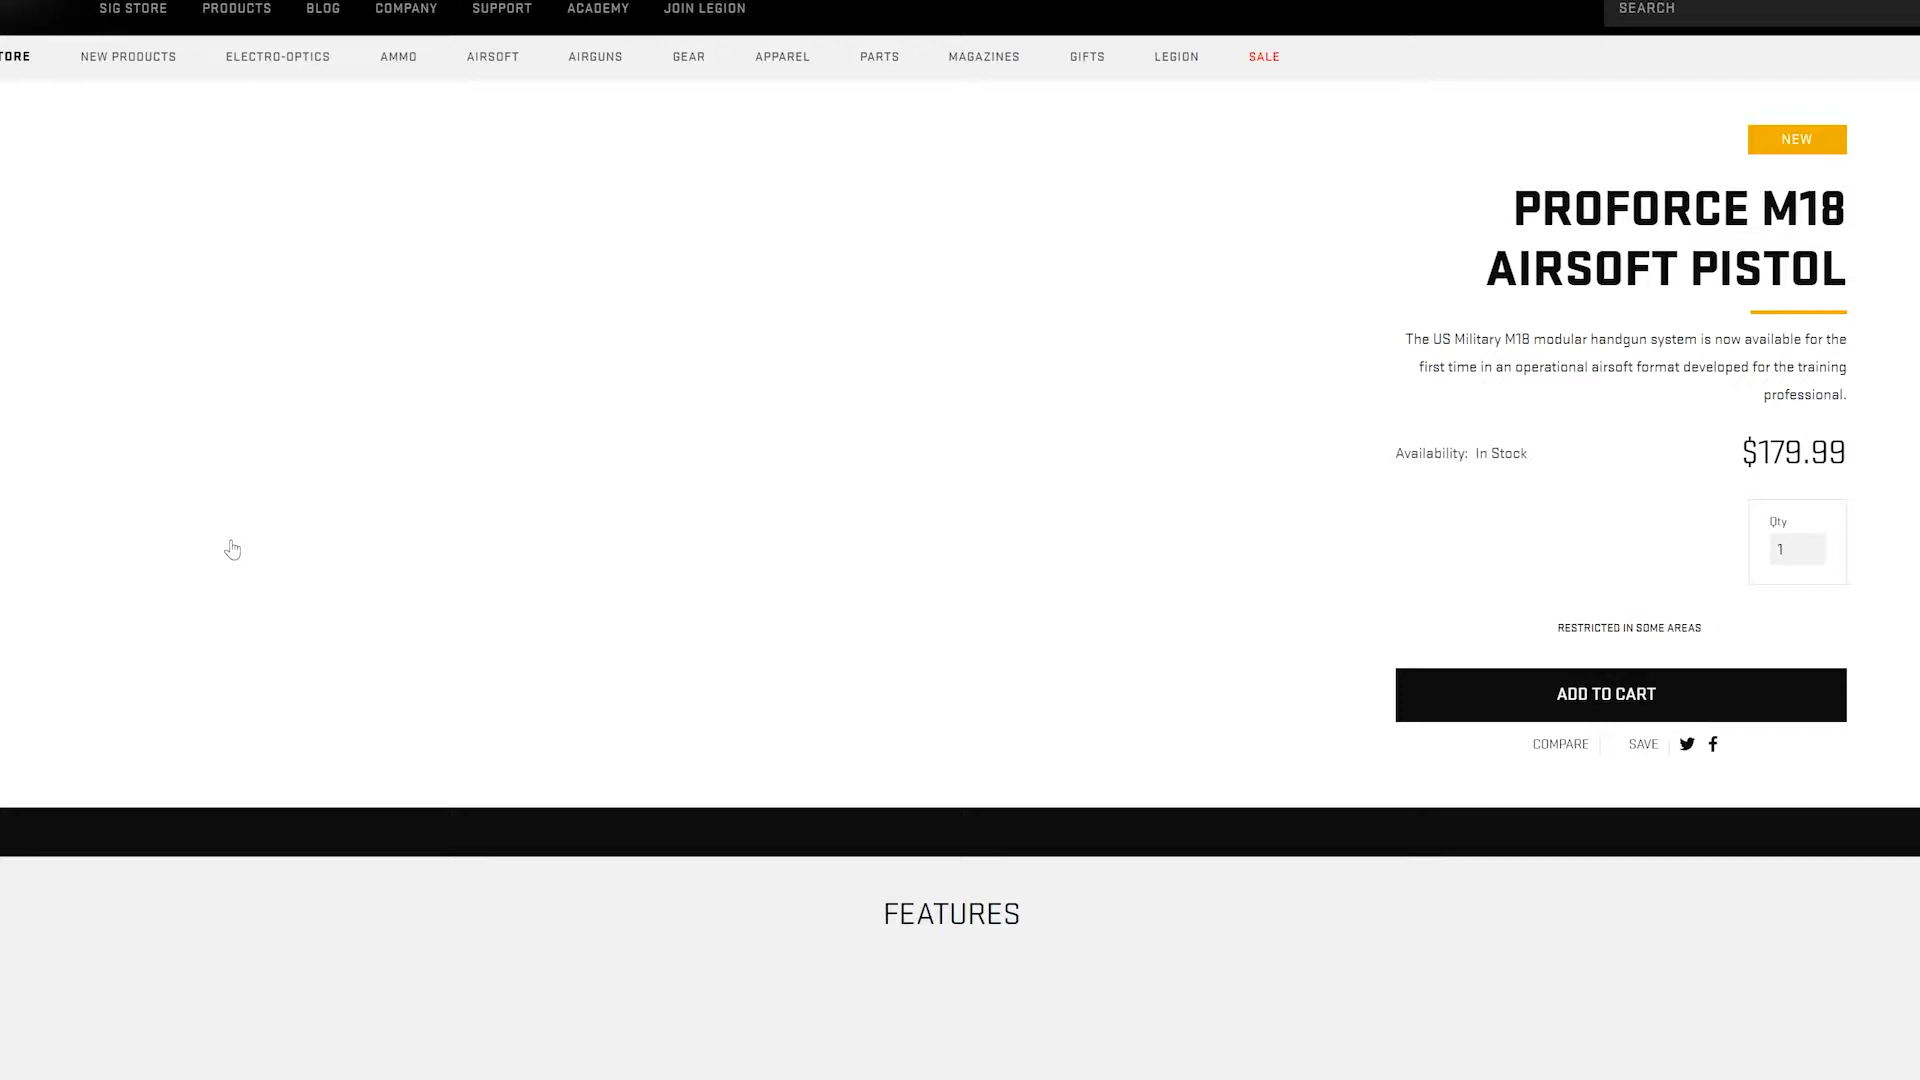 SIG STORE PRODUCTS BLOG COMPANY SUPPORT ACADEMY JOIN LEGION SEARCH
TORE NEW PRODUCTS ELECTRO-OPTICS AMMO AIRSOFT AIRGUNS GEAR APPAREL PARTS MAGAZINES GIFTS LEGION SALE
NEW
PROFORCE M18
AIRSOFT PISTOL
The US Military M18 modular handgun system is now available for the
first time in an operational airsoft format developed for the training
professional.
Availability: In Stock $179.99
Qty
1
RESTRICTED IN SOME AREAS
ADD TO CART
COMPARE SAVE
FEATURES